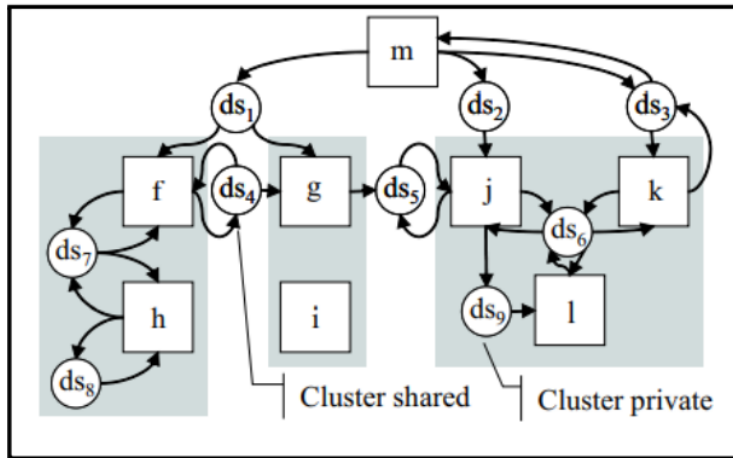 m
ds₁ ds₂ ds₃
f ds₄ g ds₅ j k
ds₆
ds₇
h i ds₉ l
ds₈
Cluster shared Cluster private